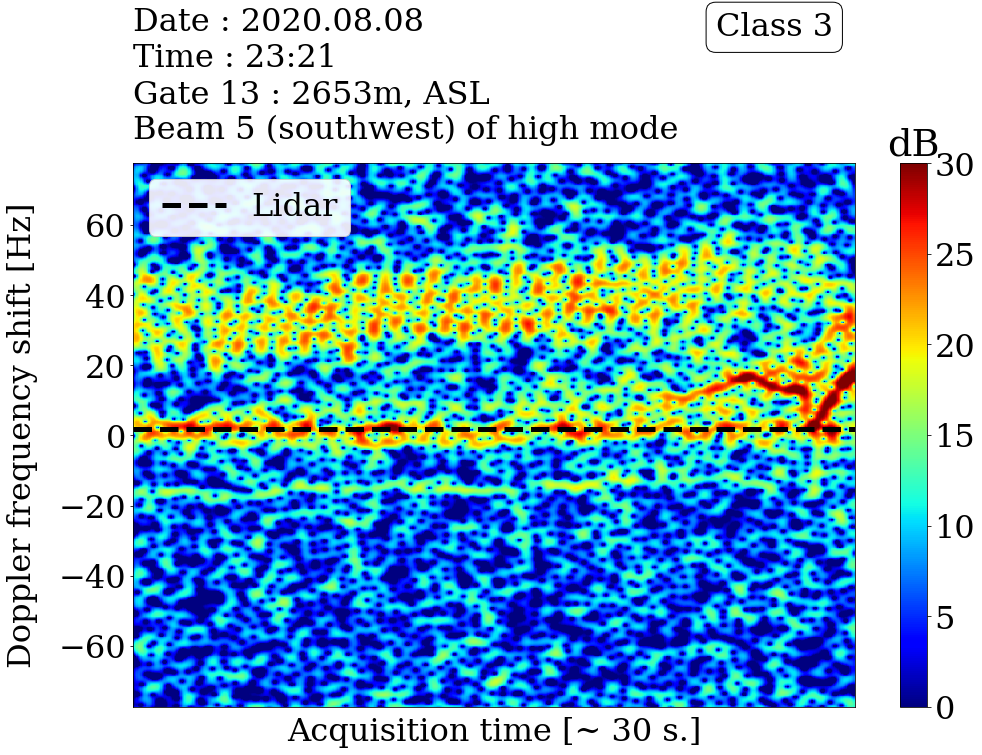 Date : 2020.08.08
Time : 23:21
Gate 13 : 2653m, ASL
Beam 5 (southwest) of high mode
Class 3
dB
Lidar
Doppler frequency shift [Hz]
60
40
20
0
−20
−40
−60
30
25
20
15
10
5
0
Acquisition time [~ 30 s.]